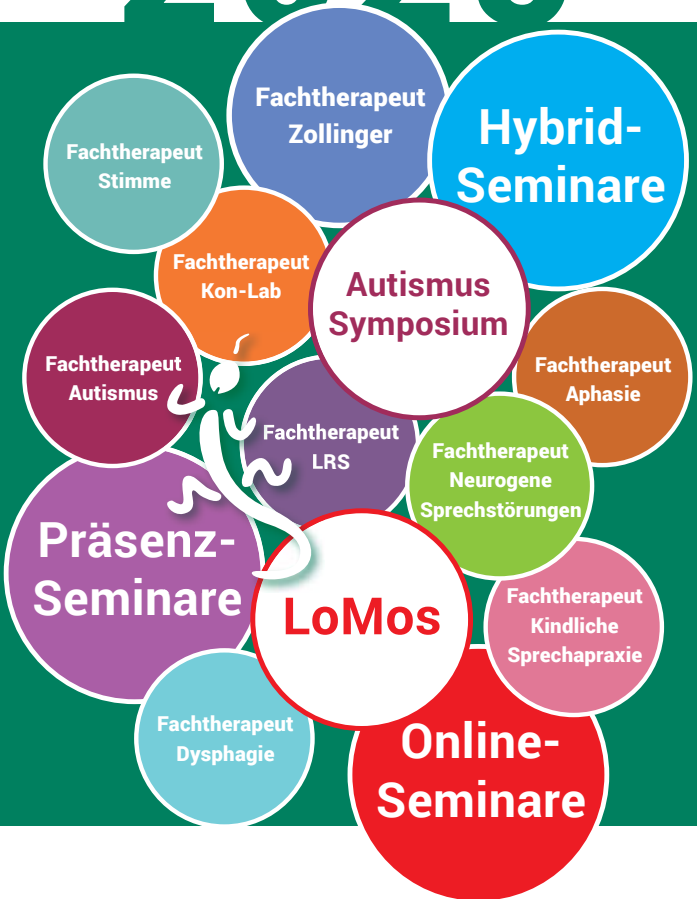 Fachtherapeut
Zollinger
Hybrid-
Seminare
Fachtherapeut
Stimme
Fachtherapeut
Kon-Lab
Autismus
Symposium
Fachtherapeut
Autismus
Fachtherapeut
Aphasie
Fachtherapeut
LRS
Fachtherapeut
Neurogene
Sprechstörungen
Präsenz-
Seminare
LoMos
Fachtherapeut
Kindliche
Sprechapraxie
Fachtherapeut
Dysphagie
Online-
Seminare